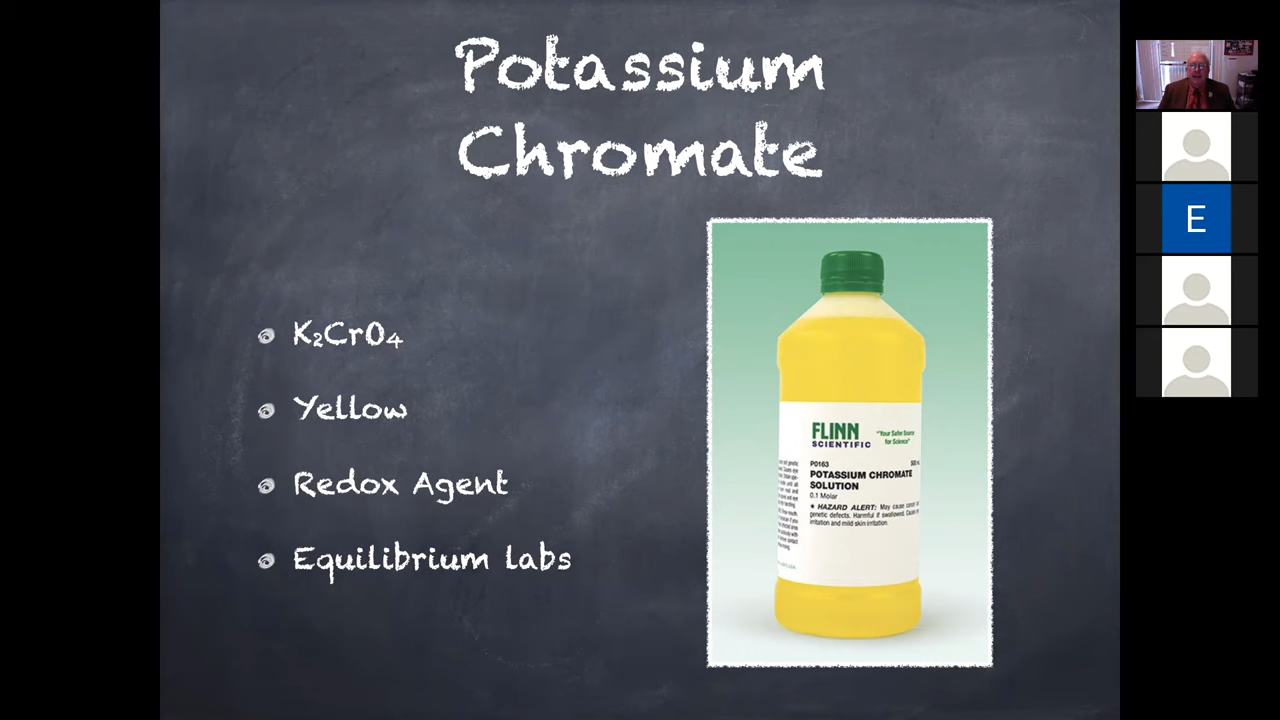 Potassium
Chromate
K₂CrO₄
Yellow
Redox Agent
Equilibrium labs
FLINN
SCIENTIFIC
"Your Safer Source
for Science"
P0163
POTASSIUM CHROMATE
SOLUTION
0.1 Molar
★ HAZARD ALERT: May cause cancer
genetic defects. Harmful if swallowed.
irritation and mild skin irritation
E